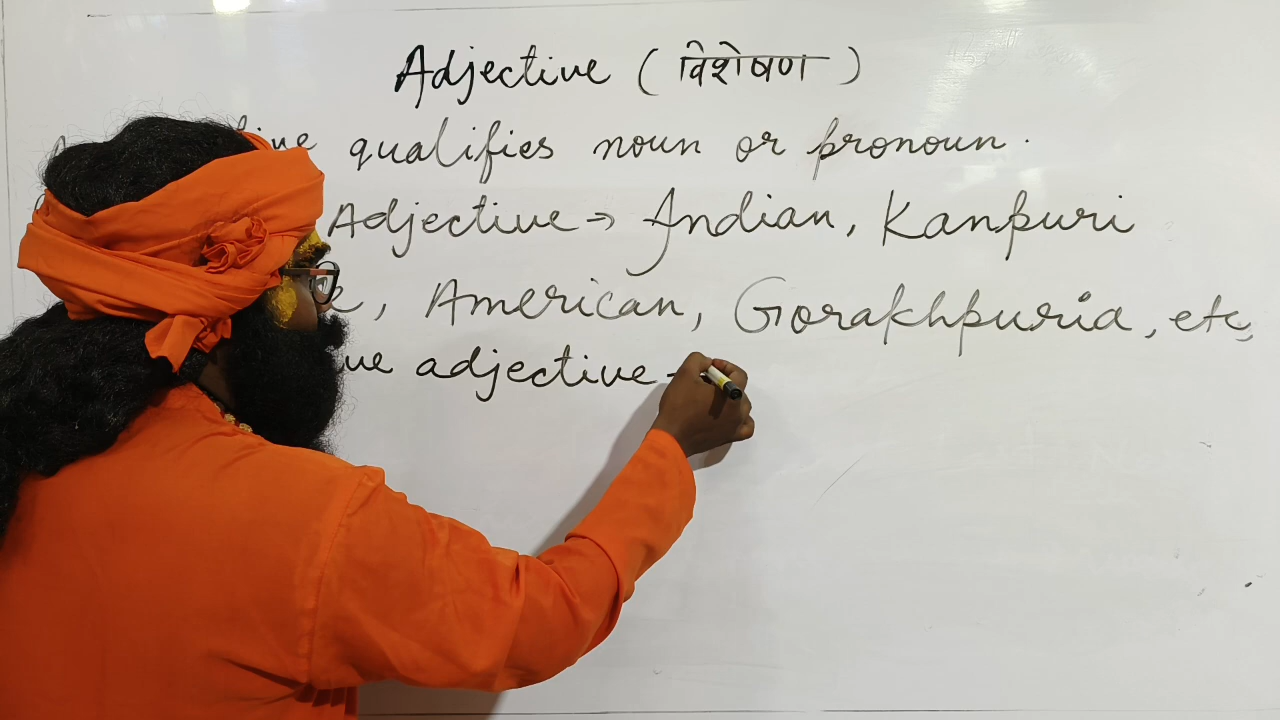 Adjective ( विशेषण )
qualifies noun or pronoun.
Adjective → Indian, Kanpuri
, American, Gorakhpuria, etc,
adjective -